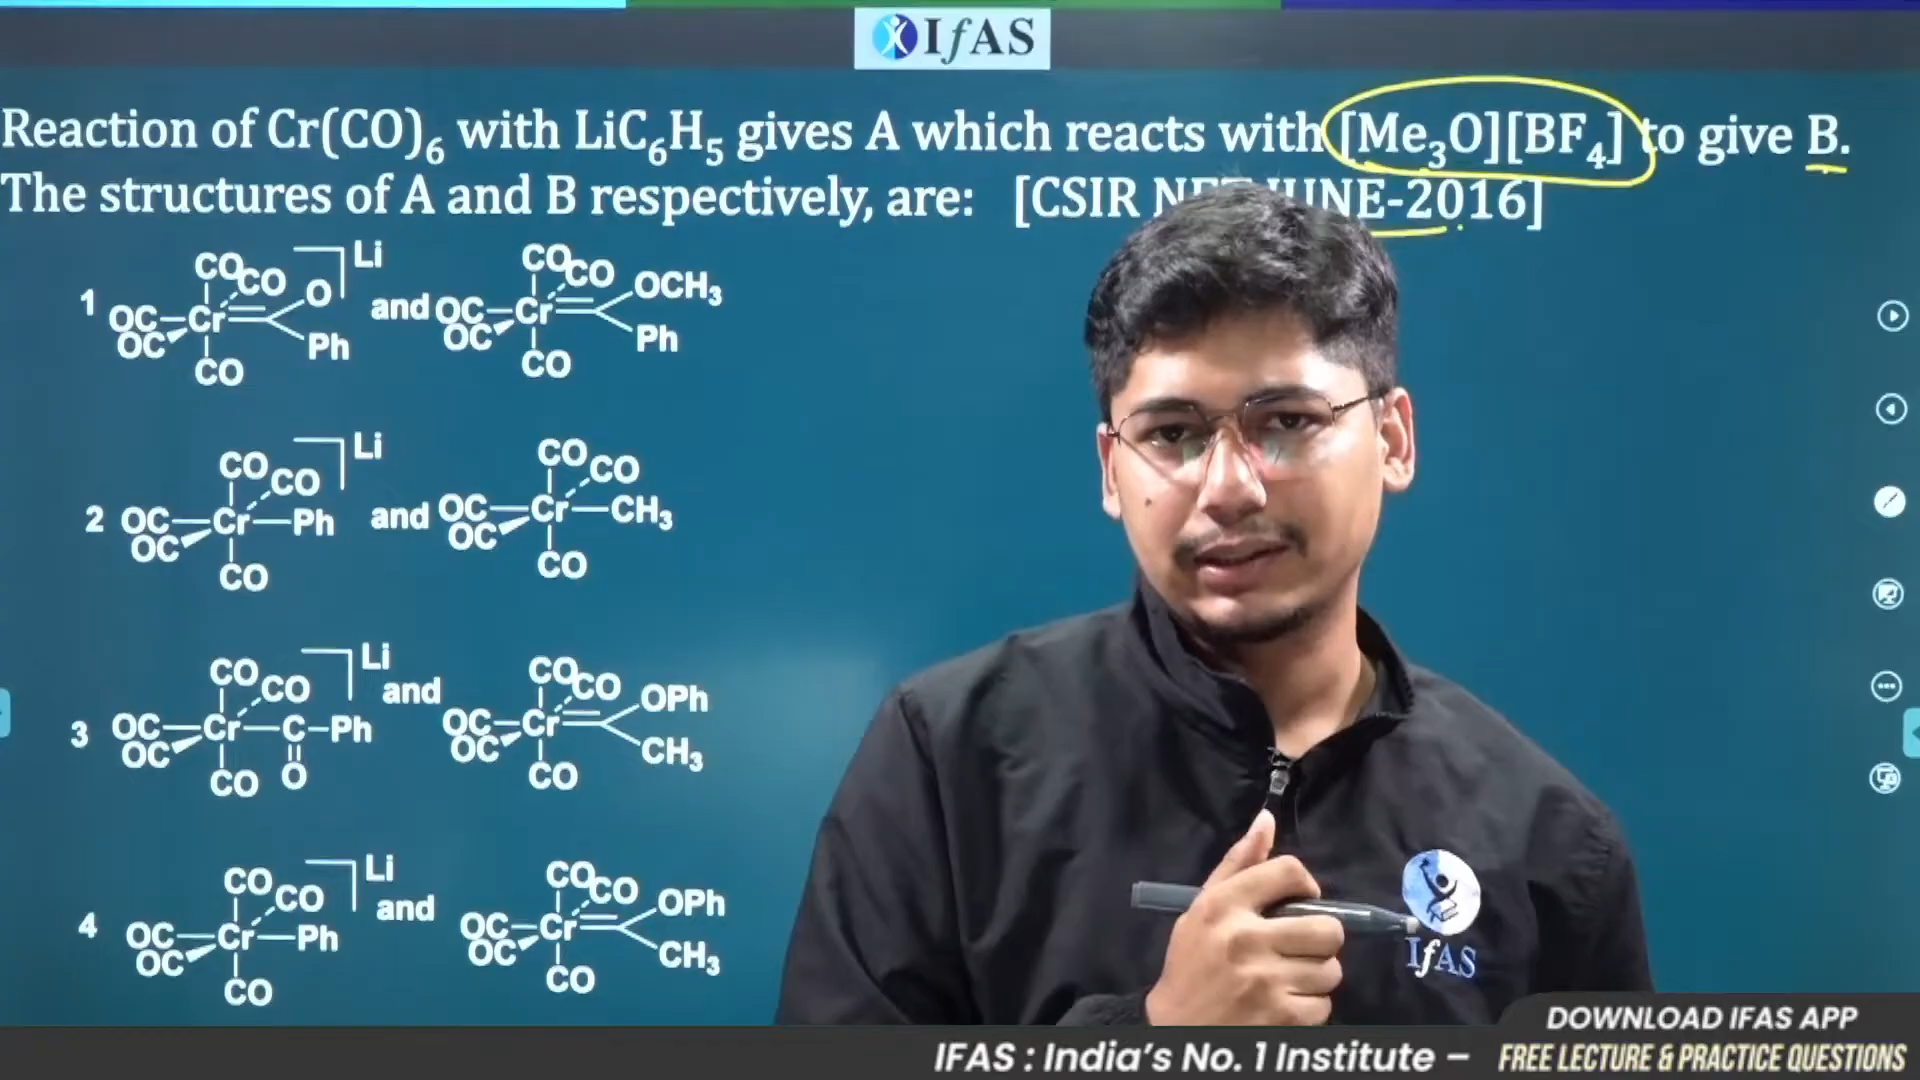 IfAS
Reaction of Cr(CO)₆ with LiC₆H₅ gives A which reacts with [Me₃O][BF₄] to give B.
The structures of A and B respectively, are: [CSIR NET JUNE-2016]
1
CO
CO
OC
OC
Cr
CO
O
Ph
Li
and
CO
CO
OC
OC
Cr
CO
OCH₃
Ph
2
CO
CO
OC
OC
Cr
Ph
CO
Li
and
CO
CO
OC
OC
Cr
CH₃
CO
3
CO
CO
OC
OC
Cr
C
Ph
O
CO
Li
and
CO
CO
OC
OC
Cr
CO
OPh
CH₃
4
CO
CO
OC
OC
Cr
Ph
CO
Li
and
CO
CO
OC
OC
Cr
CO
OPh
CH₃
IfAS
DOWNLOAD IFAS APP
IFAS : India's No. 1 Institute – FREE LECTURE & PRACTICE QUESTIONS